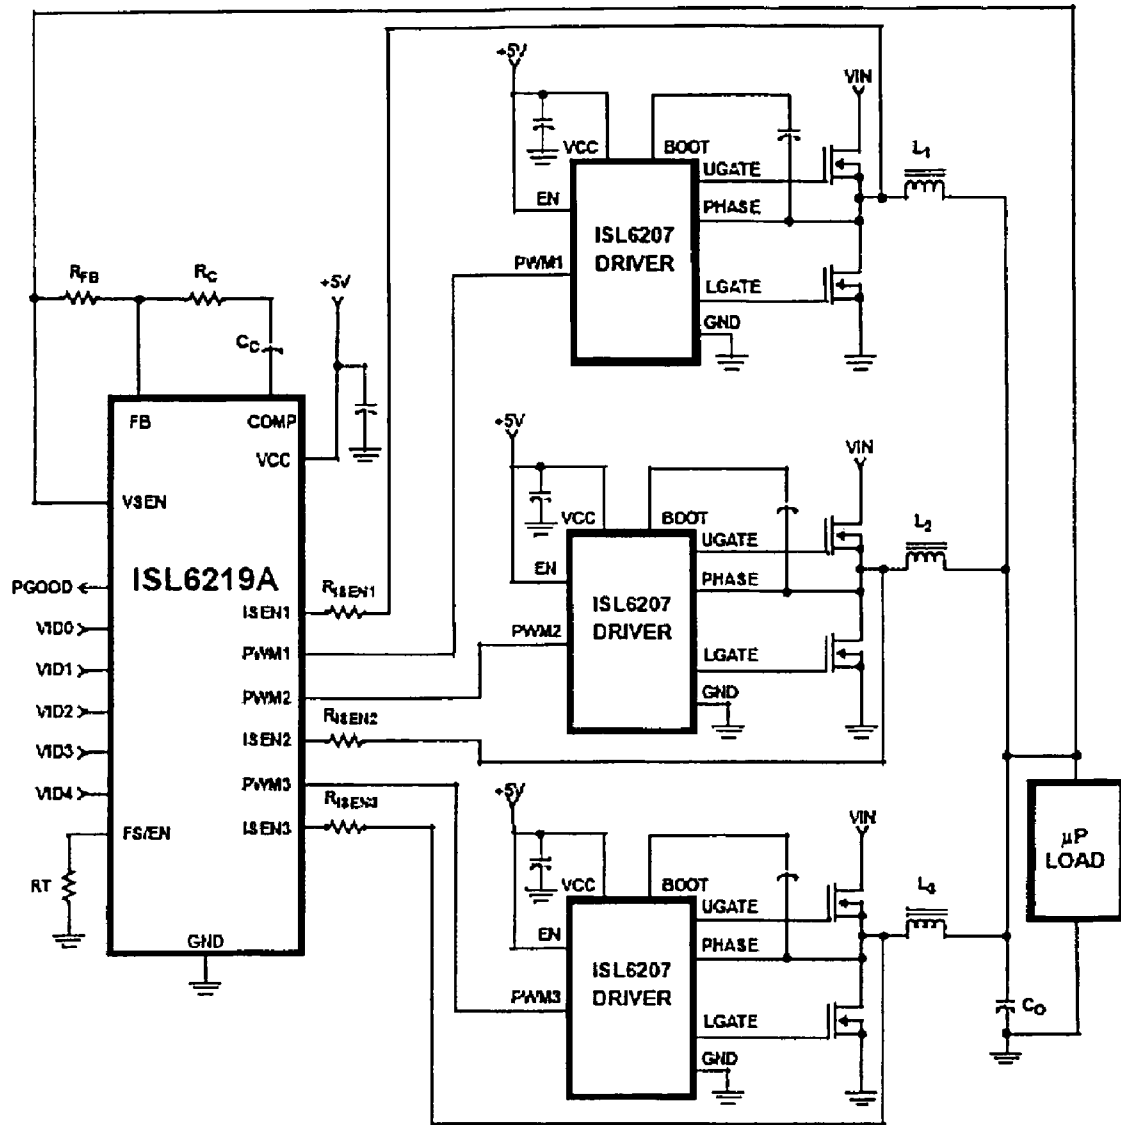 +5V
VIN
VCC
BOOT
L1
UGATE
EN
PHASE
ISL6207
DRIVER
PWM1
LGATE
GND
RFB
RC
+5V
CC
FB
COMP
VCC
VSEN
ISL6219A
PGOOD
VID0
VID1
VID2
VID3
VID4
FS/EN
RT
GND
ISEN1
RISEN1
PWM1
PWM2
ISEN2
RISEN2
PWM3
ISEN3
RISEN3
+5V
VIN
VCC
BOOT
L2
UGATE
EN
PHASE
ISL6207
DRIVER
PWM2
LGATE
GND
+5V
VIN
VCC
BOOT
L3
UGATE
EN
PHASE
ISL6207
DRIVER
PWM3
LGATE
GND
µP
LOAD
CO